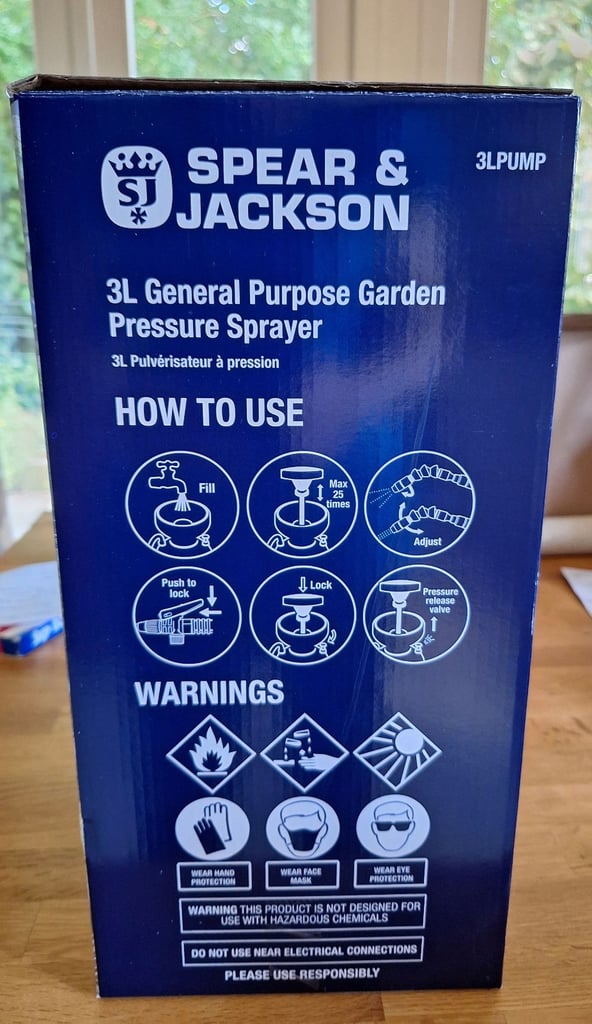 SJ
SPEAR &
JACKSON
3LPUMP
3L General Purpose Garden
Pressure Sprayer
3L Pulvérisateur à pression
HOW TO USE
Fill
Max
25
times
Adjust
Push to
lock
Lock
Pressure
release
valve
WARNINGS
WEAR HAND
PROTECTION
WEAR FACE
MASK
WEAR EYE
PROTECTION
WARNING THIS PRODUCT IS NOT DESIGNED FOR
USE WITH HAZARDOUS CHEMICALS
DO NOT USE NEAR ELECTRICAL CONNECTIONS
PLEASE USE RESPONSIBLY